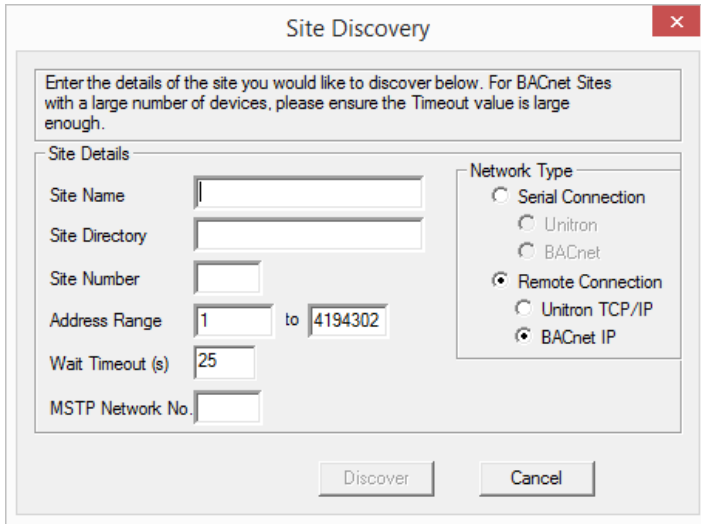 Site Discovery
Enter the details of the site you would like to discover below. For BACnet Sites
with a large number of devices, please ensure the Timeout value is large
enough.
Site Details
Site Name
Site Directory
Site Number
Address Range 1 to 4194302
Wait Timeout (s) 25
MSTP Network No.
Network Type
Serial Connection
Unitron
BACnet
Remote Connection
Unitron TCP/IP
BACnet IP
Discover Cancel